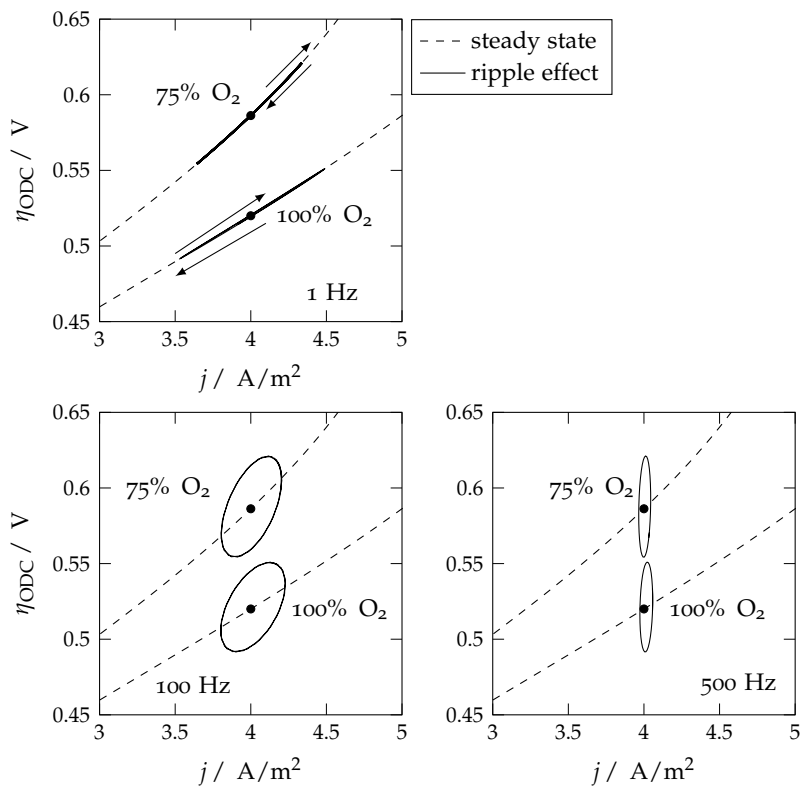 0.65
0.6
0.55
0.5
0.45
η_ODC / V
75% O₂
100% O₂
1 Hz
3 3.5 4 4.5 5
j / A/m²
steady state
ripple effect
0.65
0.6
0.55
0.5
0.45
η_ODC / V
75% O₂
100% O₂
100 Hz
3 3.5 4 4.5 5
j / A/m²
0.65
0.6
0.55
0.5
0.45
75% O₂
100% O₂
500 Hz
3 3.5 4 4.5 5
j / A/m²